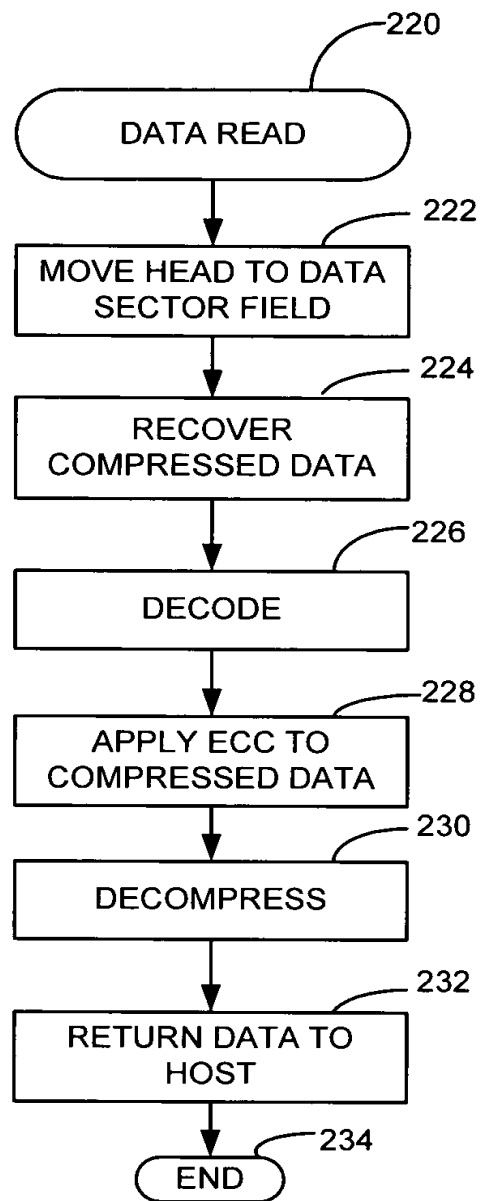 220
DATA READ
222
MOVE HEAD TO DATA
SECTOR FIELD
224
RECOVER
COMPRESSED DATA
226
DECODE
228
APPLY ECC TO
COMPRESSED DATA
230
DECOMPRESS
232
RETURN DATA TO
HOST
234
END